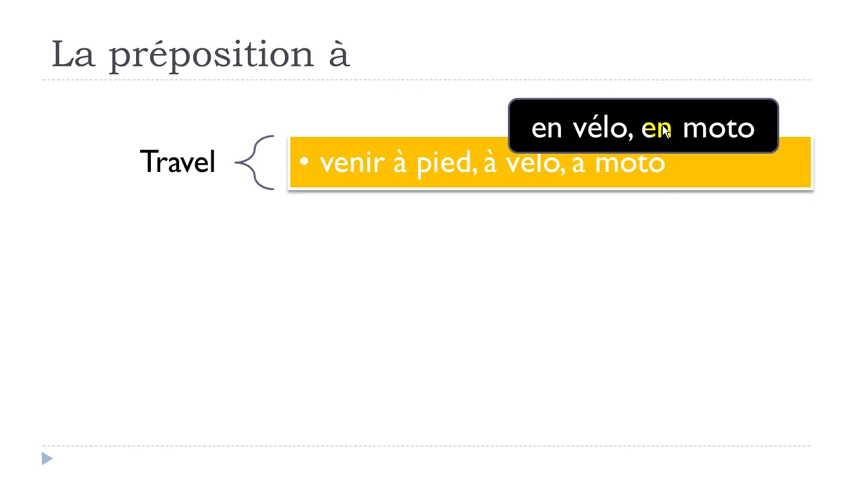 La préposition à
en vélo, en moto
Travel
• venir à pied, à vélo, à moto